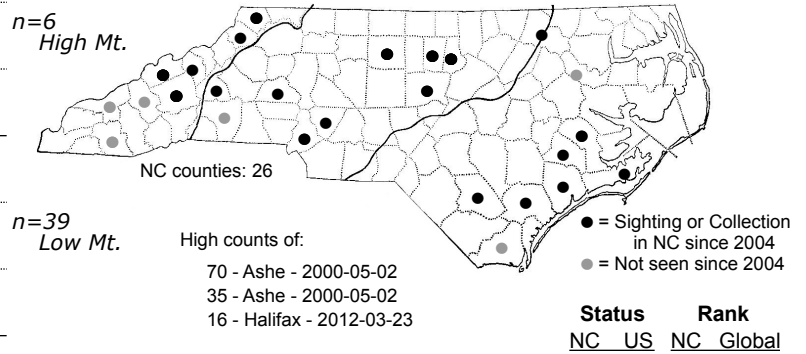 n=6
High Mt.
NC counties: 26
n=39
Low Mt.
High counts of:
70 - Ashe - 2000-05-02
35 - Ashe - 2000-05-02
16 - Halifax - 2012-03-23
= Sighting or Collection
in NC since 2004
= Not seen since 2004
Status Rank
NC US NC Global